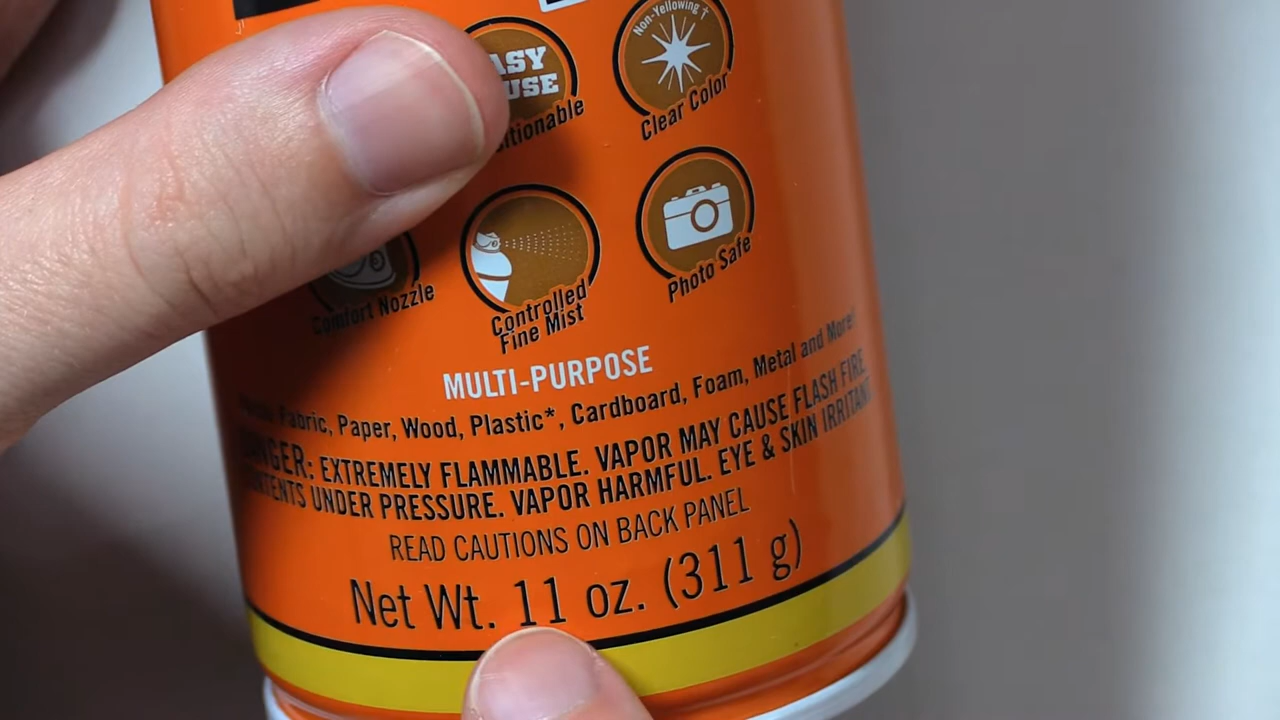 Non-Yellowing †
Clear Color
Photo Safe
Comfort Nozzle
Controlled
Fine Mist
MULTI-PURPOSE
Fabric, Paper, Wood, Plastic*, Cardboard, Foam, Metal and More!
EXTREMELY FLAMMABLE. VAPOR MAY CAUSE FLASH FIRE.
UNDER PRESSURE. VAPOR HARMFUL. EYE & SKIN IRRITANT.
READ CAUTIONS ON BACK PANEL
Net Wt. 11 oz. (311 g)